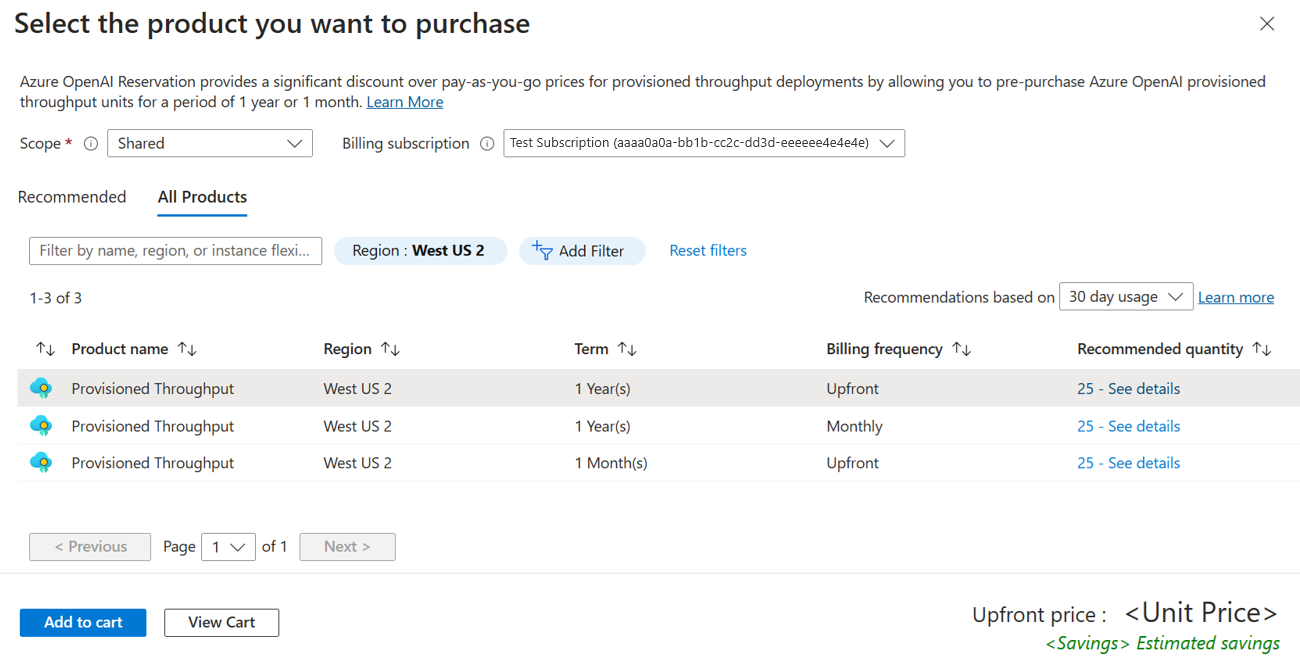 Select the product you want to purchase
Azure OpenAI Reservation provides a significant discount over pay-as-you-go prices for provisioned throughput deployments by allowing you to pre-purchase Azure OpenAI provisioned
throughput units for a period of 1 year or 1 month. Learn More
Scope * Shared Billing subscription Test Subscription (aaaa0a0a-bb1b-cc2c-dd3d-eeeeee4e4e4e)
Recommended All Products
Filter by name, region, or instance flexi... Region : West US 2 Add Filter Reset filters
1-3 of 3 Recommendations based on 30 day usage Learn more
Product name Region Term Billing frequency Recommended quantity
Provisioned Throughput West US 2 1 Year(s) Upfront 25 - See details
Provisioned Throughput West US 2 1 Year(s) Monthly 25 - See details
Provisioned Throughput West US 2 1 Month(s) Upfront 25 - See details
< Previous Page 1 of 1 Next >
Add to cart View Cart Upfront price : <Unit Price>
<Savings> Estimated savings